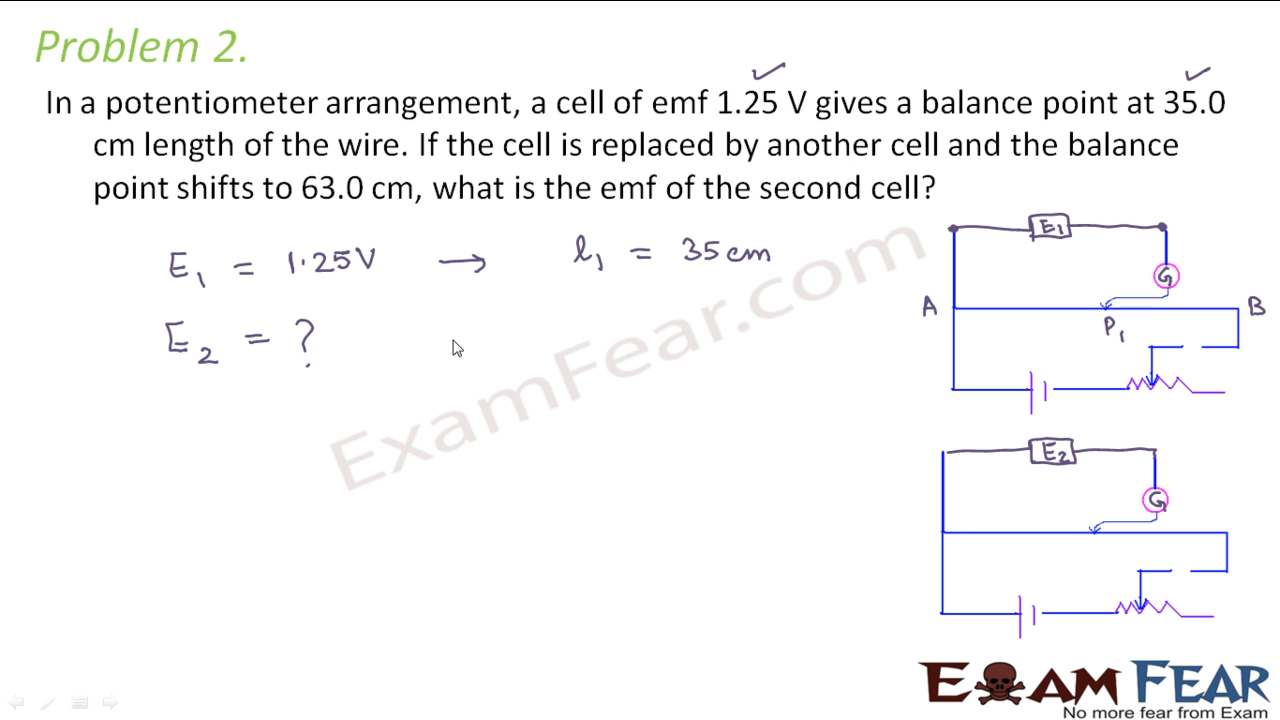 Problem 2.
In a potentiometer arrangement, a cell of emf 1.25 V gives a balance point at 35.0
cm length of the wire. If the cell is replaced by another cell and the balance
point shifts to 63.0 cm, what is the emf of the second cell?
E₁ = 1.25V → l₁ = 35cm
E₂ = ?
E₁
G
A
B
P₁
E₂
G
ExamFear.com
EXAM FEAR
No more fear from Exam